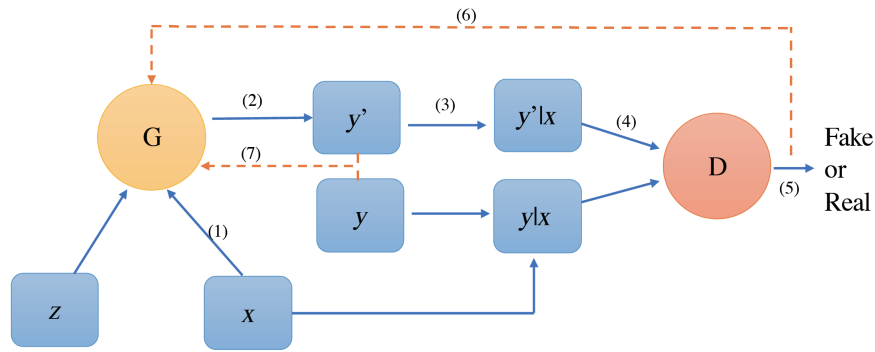 (6)
G
(2)
y’
(3)
y’|x
(4)
D
(5)
Fake
or
Real
(7)
y
y|x
(1)
z
x